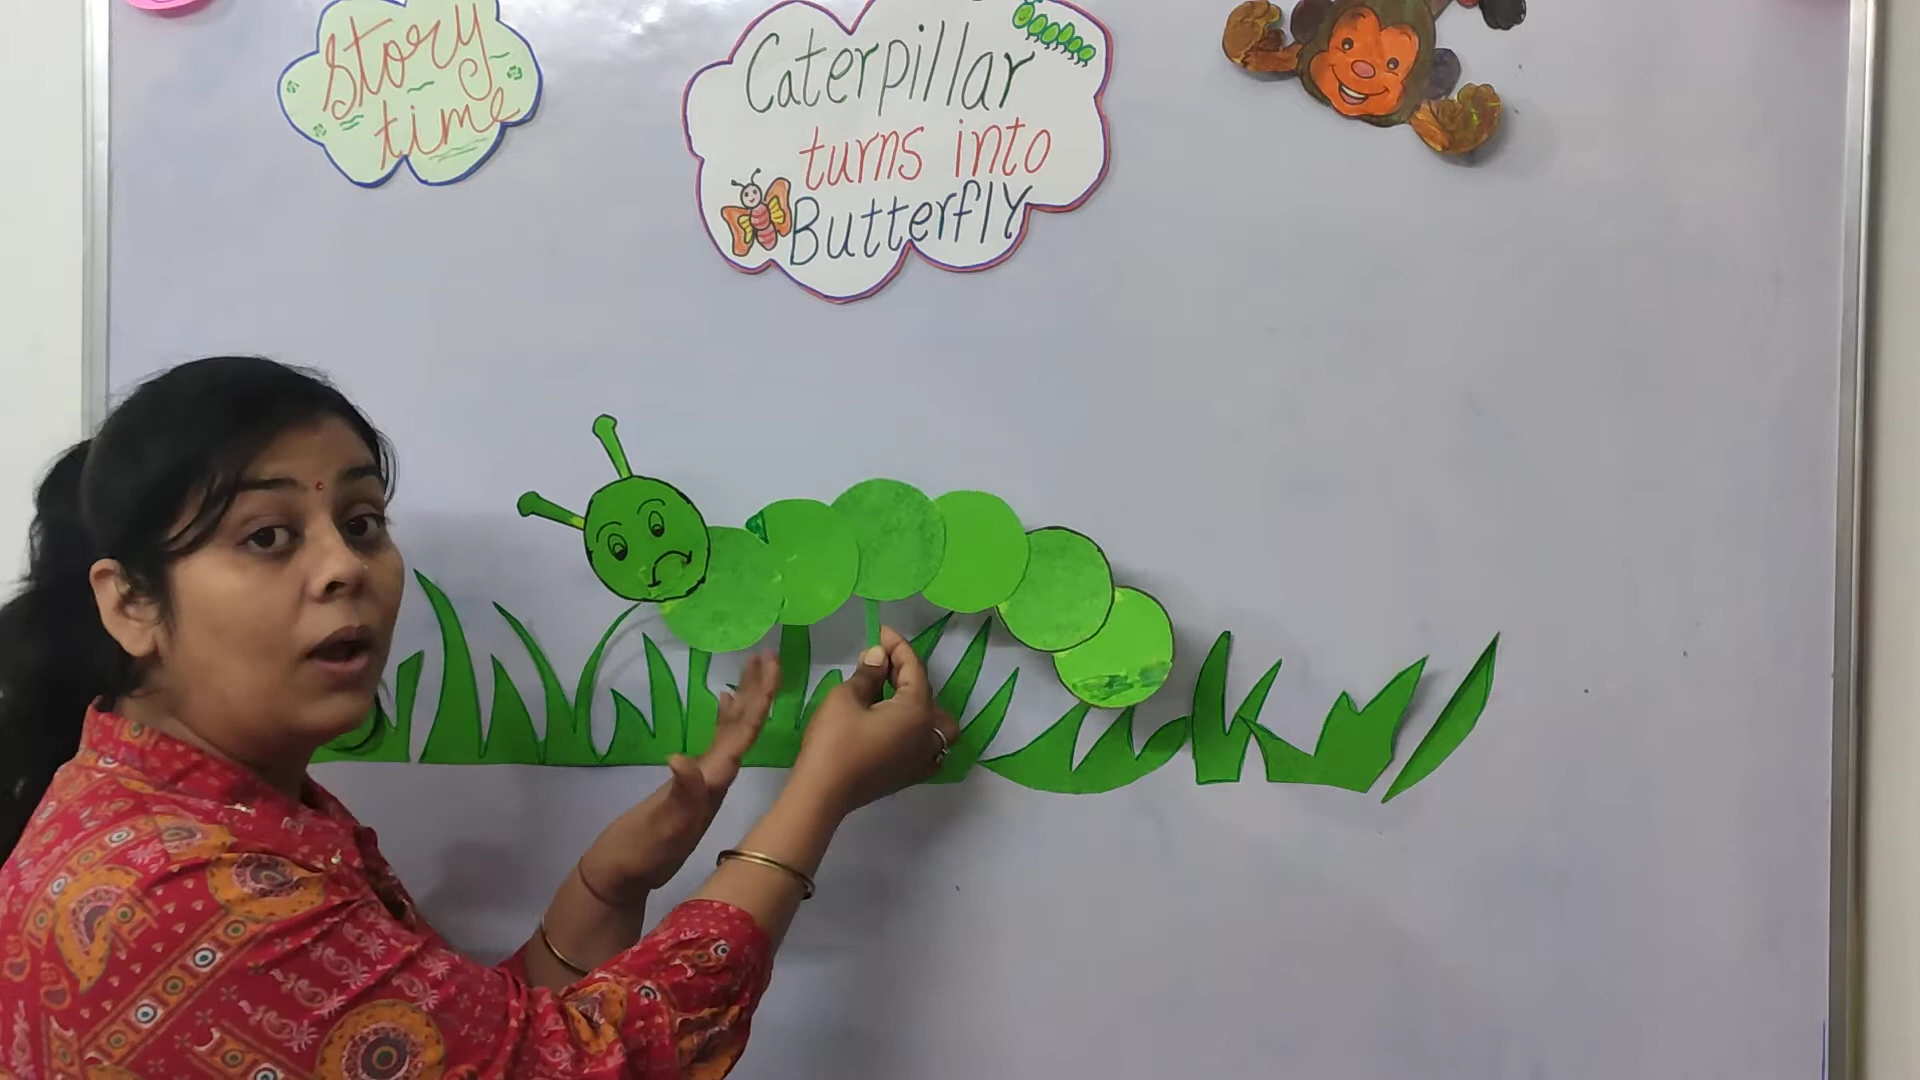 Story
time
Caterpillar
turns into
Butterfly